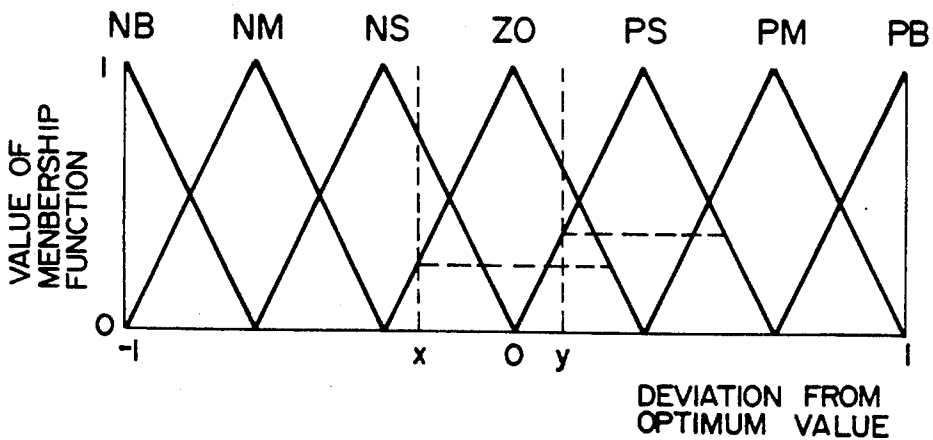 NB NM NS ZO PS PM PB
1
VALUE OF
MENBERSHIP
FUNCTION
0
-1 x 0 y 1
DEVIATION FROM
OPTIMUM VALUE